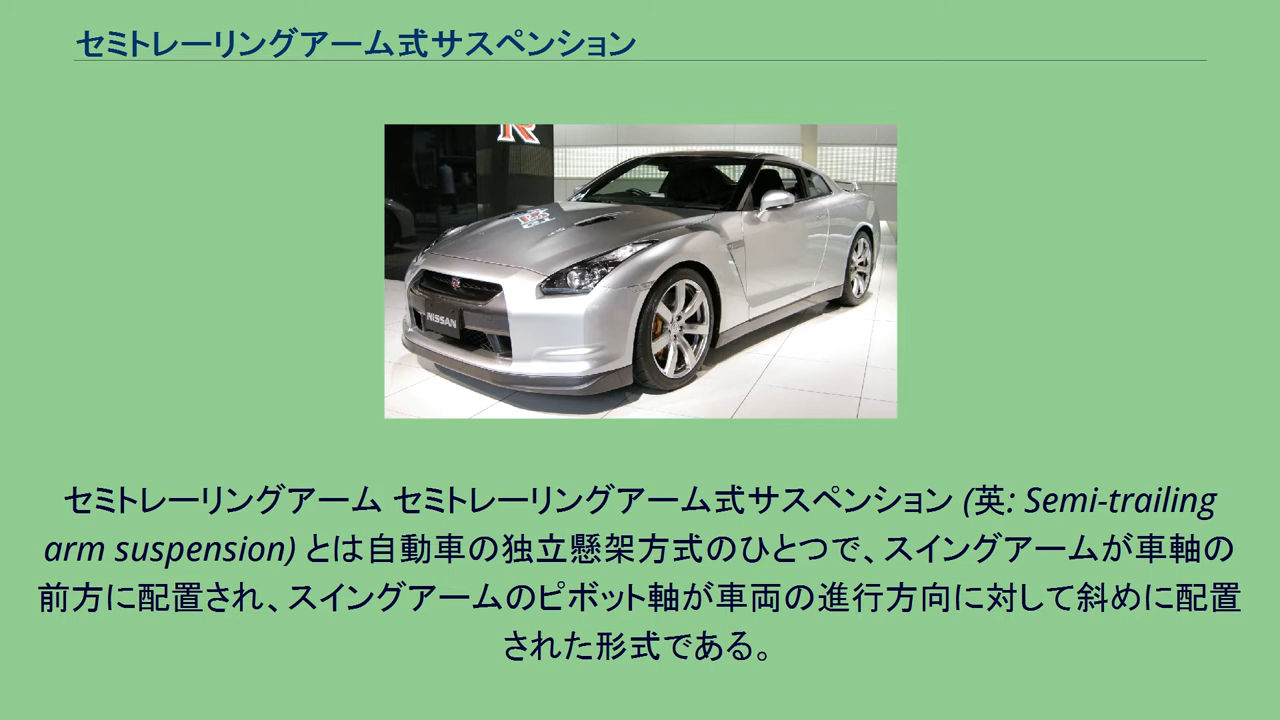 セミトレーリングアーム式サスペンション
R
NISSAN
セミトレーリングアーム セミトレーリングアーム式サスペンション (英: Semi-trailing
arm suspension) とは自動車の独立懸架方式のひとつで、スイングアームが車軸の
前方に配置され、スイングアームのピボット軸が車両の進行方向に対して斜めに配置
された形式である。